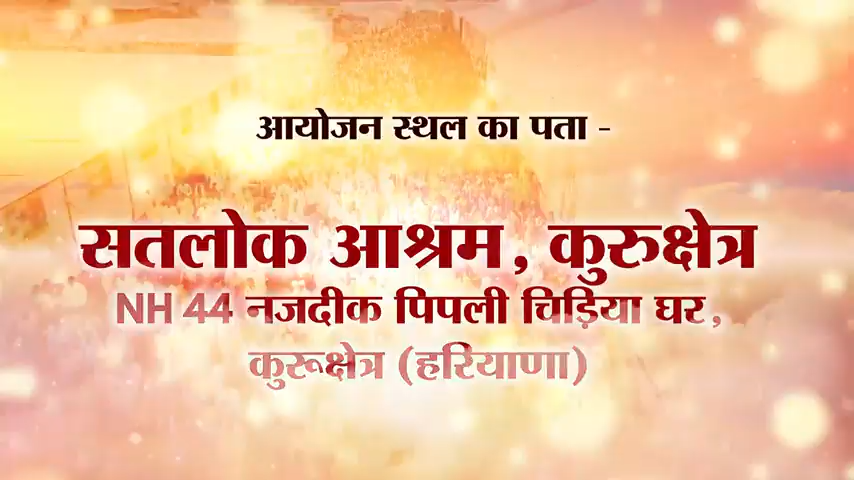 आयोजन स्थल का पता -
सतलोक आश्रम, कुरुक्षेत्र
NH 44 नजदीक पिपली चिड़िया घर,
कुरूक्षेत्र (हरियाणा)